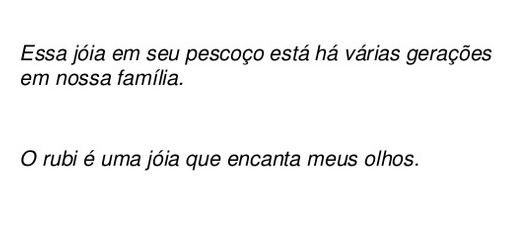 Essa jóia em seu pescoço está há várias gerações
em nossa família.
O rubi é uma jóia que encanta meus olhos.